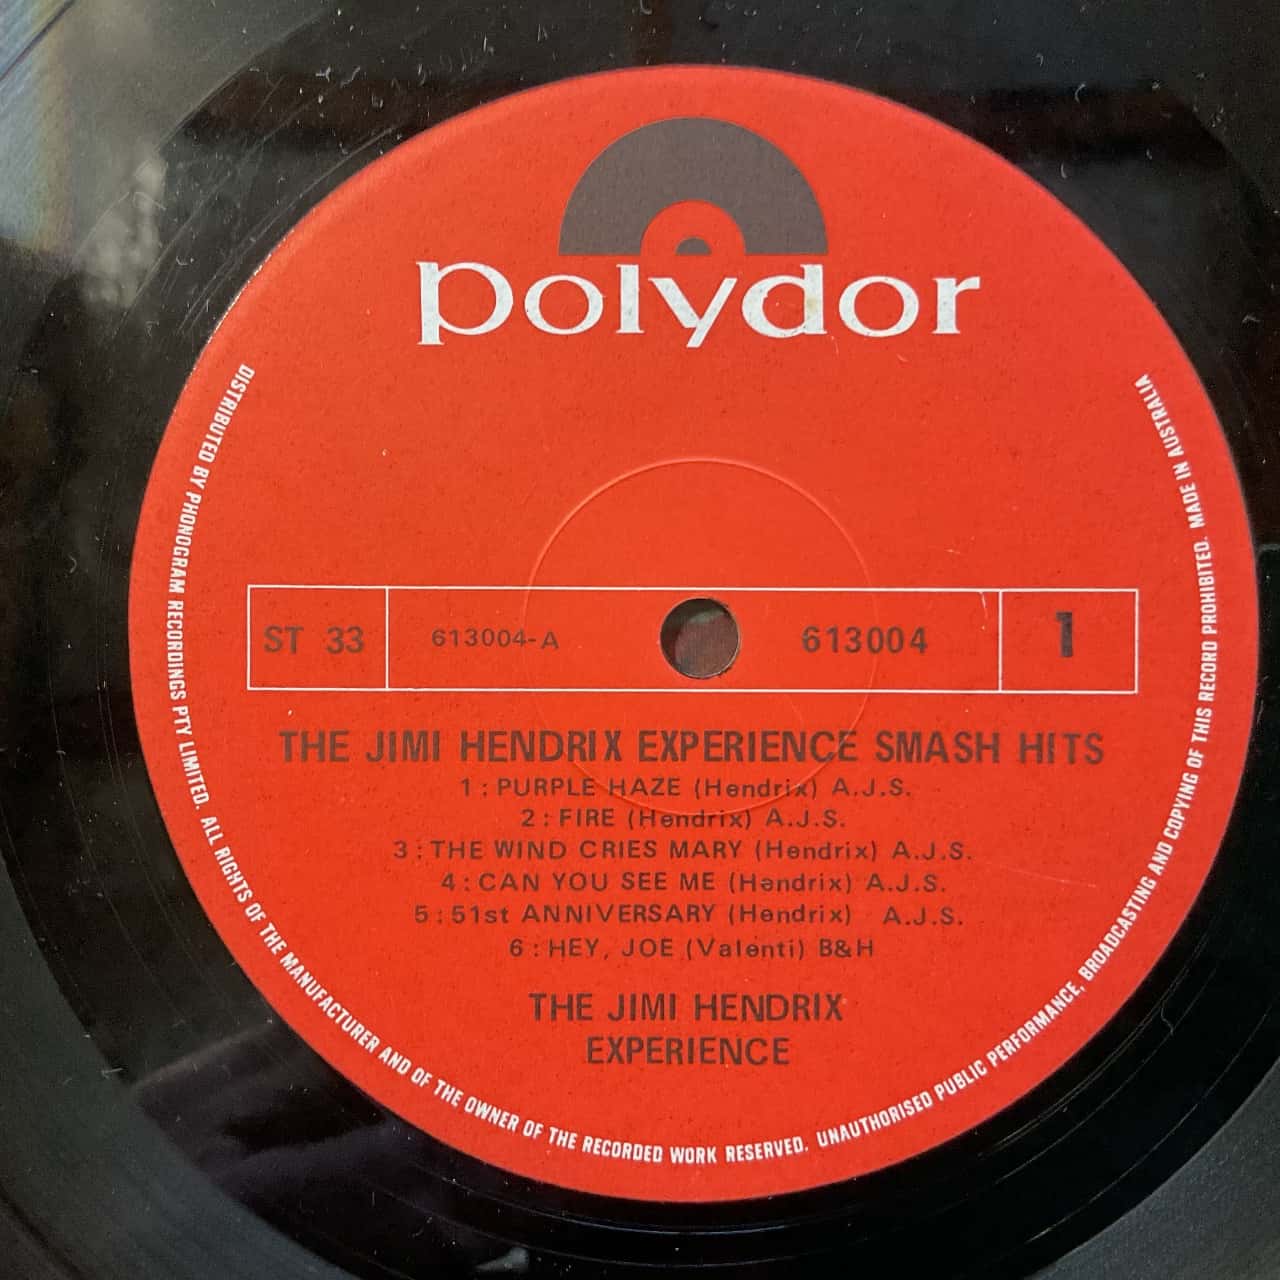 polydor
ST 33 613004-A 613004 1
THE JIMI HENDRIX EXPERIENCE SMASH HITS
1 : PURPLE HAZE (Hendrix) A.J.S.
2 : FIRE (Hendrix) A.J.S.
3 : THE WIND CRIES MARY (Hendrix) A.J.S.
4 : CAN YOU SEE ME (Hendrix) A.J.S.
5 : 51st ANNIVERSARY (Hendrix) A.J.S.
6 : HEY, JOE (Valenti) B&H
THE JIMI HENDRIX
EXPERIENCE
DISTRIBUTED BY PHONOGRAM RECORDINGS PTY LIMITED. ALL RIGHTS OF THE MANUFACTURER AND OF THE OWNER OF THE RECORDED WORK RESERVED. UNAUTHORISED PUBLIC PERFORMANCE, BROADCASTING AND COPYING OF THIS RECORD PROHIBITED. MADE IN AUSTRALIA